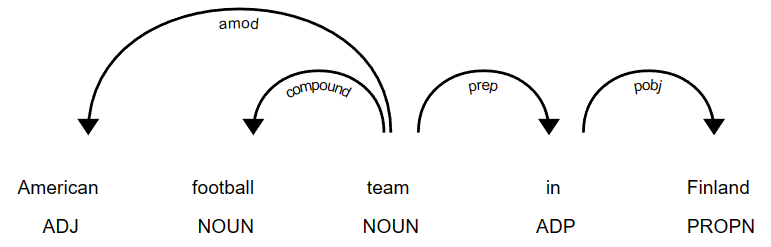 amod
compound prep pobj
American football team in Finland
ADJ NOUN NOUN ADP PROPN